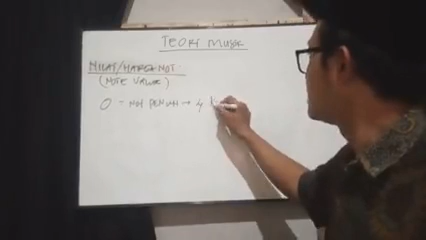 TEORI MUSIK
NILAI/HARGA NOT
(NOTE VALUE)
O = NOT PENUH → 4